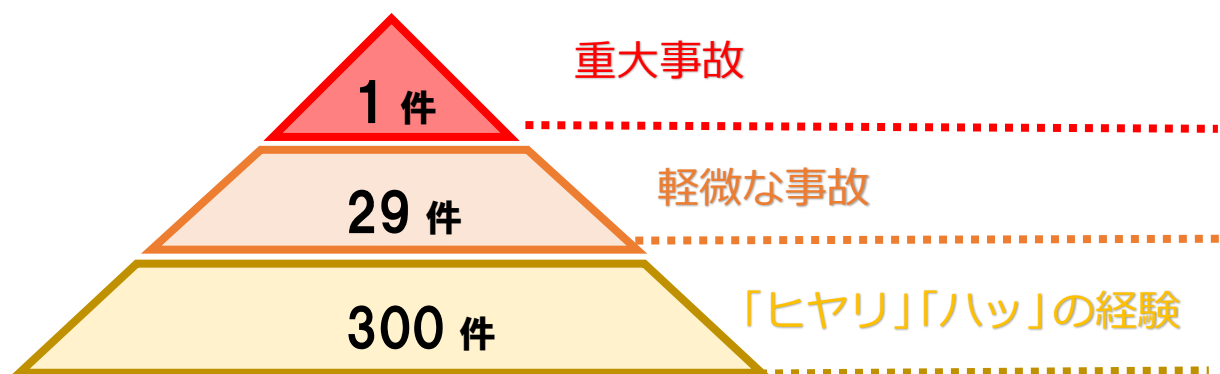 1 件
重大事故
29 件
軽微な事故
300 件
「ヒヤリ」「ハッ」の経験